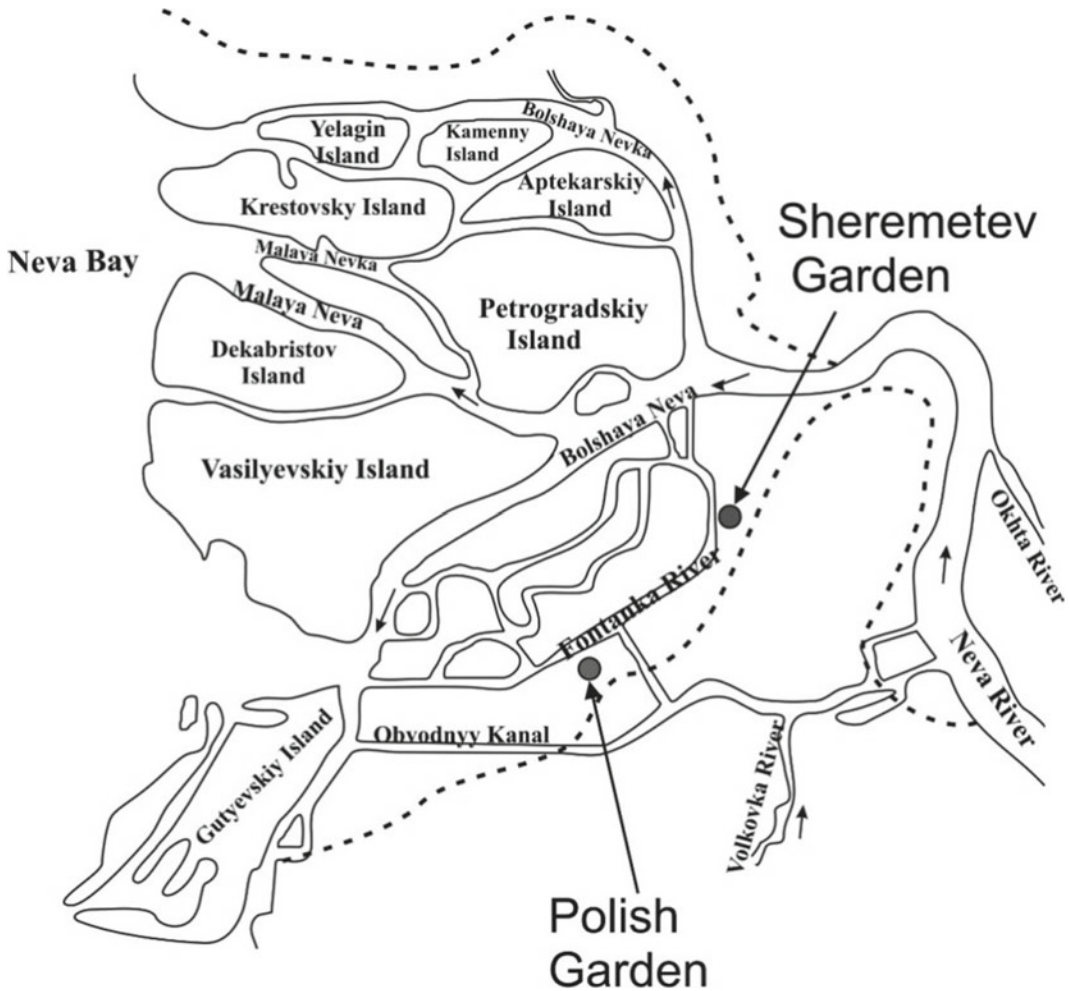 Bolshaya Nevka
Yelagin
Island
Kamenny
Island
Aptekarskiy
Island
Krestovsky Island
Sheremetev
Garden
Neva Bay
Malaya Nevka
Malaya Neva
Petrogradskiy
Island
Dekabristov
Island
Bolshaya Neva
Vasilyevskiy Island
Okhta River
Fontanka River
Neva River
Obvodnyy Kanal
Gutyevskiy Island
Volkovka River
Polish
Garden